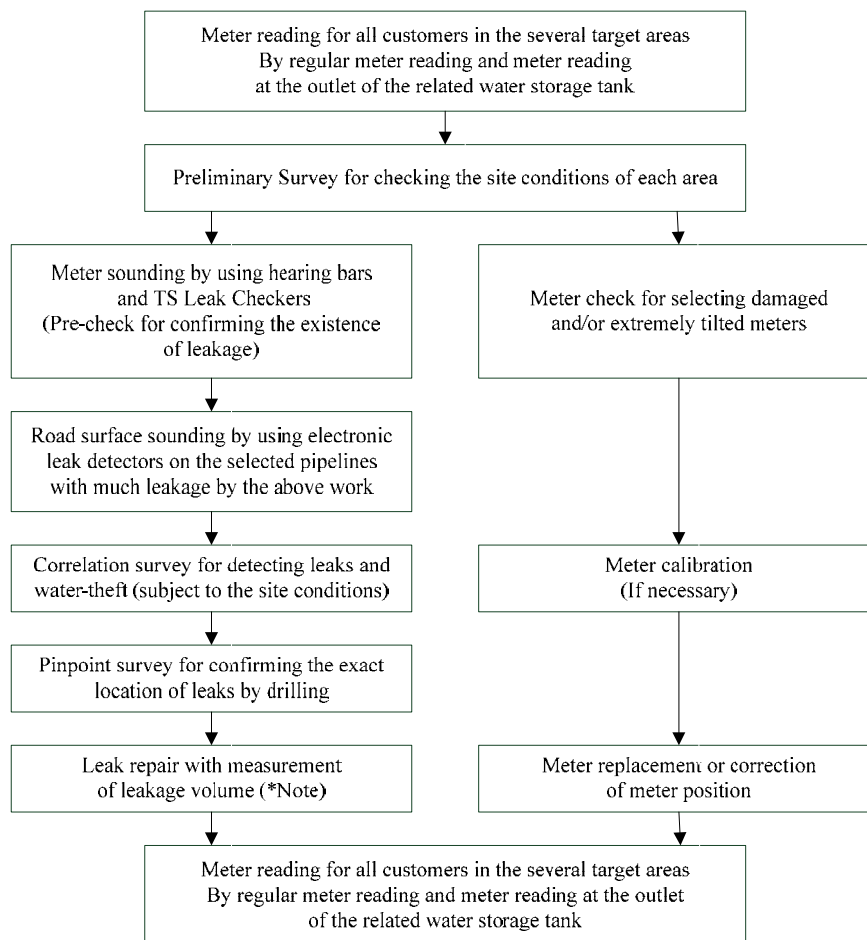 Meter reading for all customers in the several target areas
By regular meter reading and meter reading
at the outlet of the related water storage tank
Preliminary Survey for checking the site conditions of each area
Meter sounding by using hearing bars
and TS Leak Checkers
(Pre-check for confirming the existence
of leakage)
Meter check for selecting damaged
and/or extremely tilted meters
Road surface sounding by using electronic
leak detectors on the selected pipelines
with much leakage by the above work
Correlation survey for detecting leaks and
water-theft (subject to the site conditions)
Meter calibration
(If necessary)
Pinpoint survey for confirming the exact
location of leaks by drilling
Leak repair with measurement
of leakage volume (*Note)
Meter replacement or correction
of meter position
Meter reading for all customers in the several target areas
By regular meter reading and meter reading at the outlet
of the related water storage tank